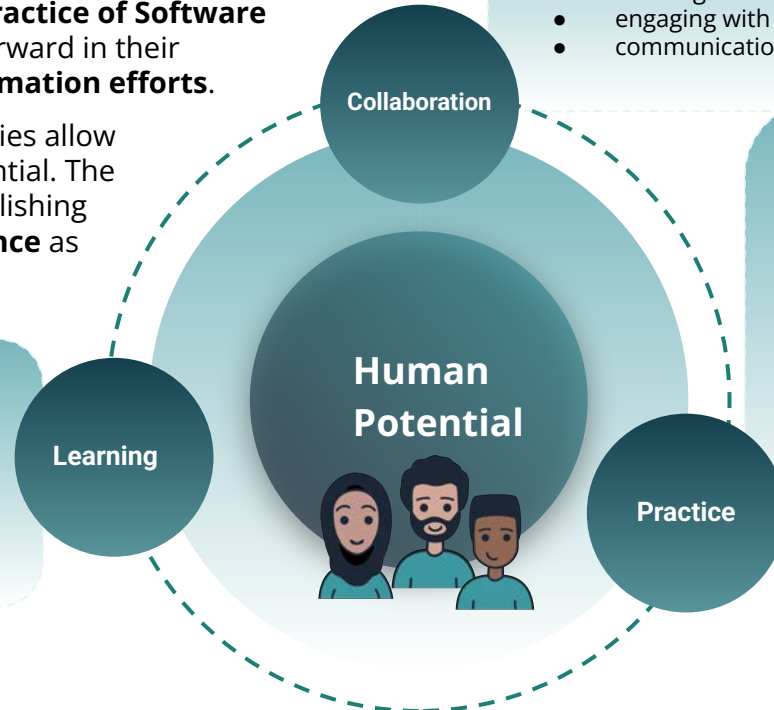 ractice of Software
rward in their
mation efforts.
ies allow
ntial. The
lishing
nce as
● engaging with
● communicatio
Collaboration
Human
Potential
Learning
Practice